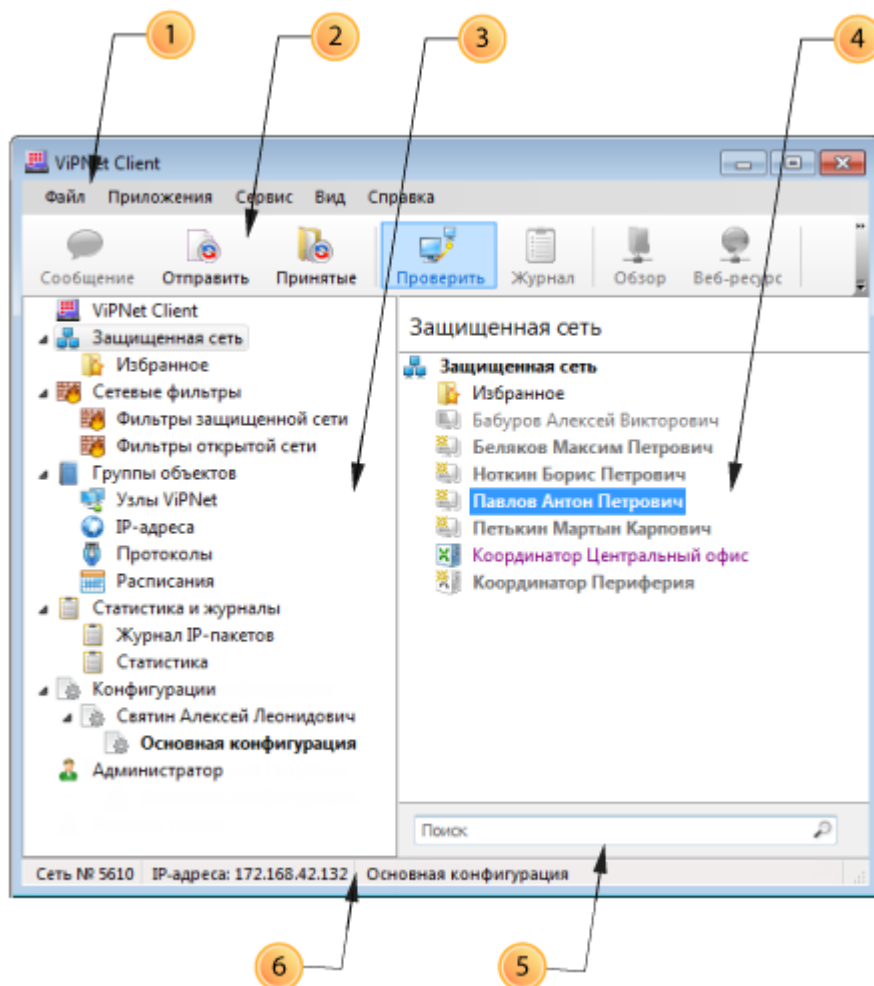 1
2
3
4
ViPNet Client
Файл Приложения Сервис Вид Справка
Сообщение Отправить Принятые Проверить Журнал Обзор Веб-ресурс
ViPNet Client
Защищенная сеть
Избранное
Сетевые фильтры
Фильтры защищенной сети
Фильтры открытой сети
Группы объектов
Узлы ViPNet
IP-адреса
Протоколы
Расписания
Статистика и журналы
Журнал IP-пакетов
Статистика
Конфигурации
Святин Алексей Леонидович
Основная конфигурация
Администратор
Защищенная сеть
Защищенная сеть
Избранное
Бабуров Алексей Викторович
Беляков Максим Петрович
Ноткин Борис Петрович
Павлов Антон Петрович
Петькин Мартын Карпович
Координатор Центральный офис
Координатор Периферия
Поиск
Сеть № 5610 IP-адреса: 172.168.42.132 Основная конфигурация
6
5